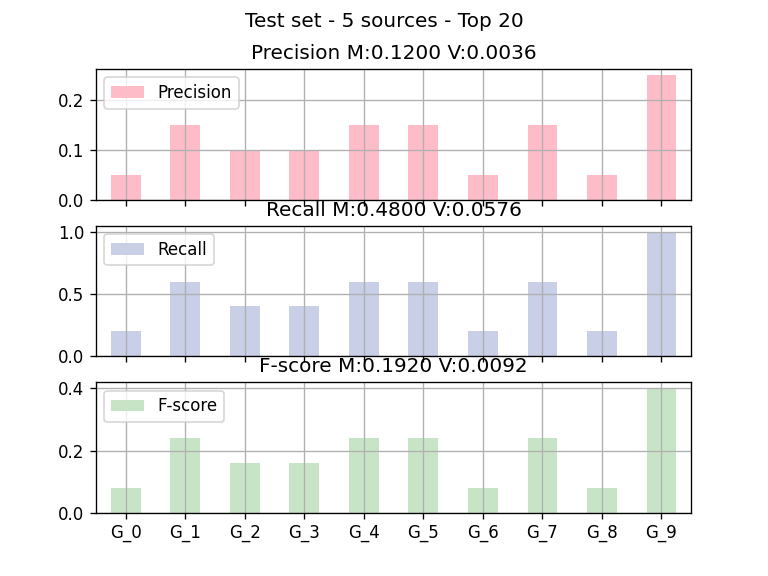 Test set - 5 sources - Top 20
Precision M:0.1200 V:0.0036
Precision
0.2
0.1
0.0
Recall M:0.4800 V:0.0576
Recall
1.0
0.5
0.0
F-score M:0.1920 V:0.0092
F-score
0.4
0.2
0.0
G_0 G_1 G_2 G_3 G_4 G_5 G_6 G_7 G_8 G_9